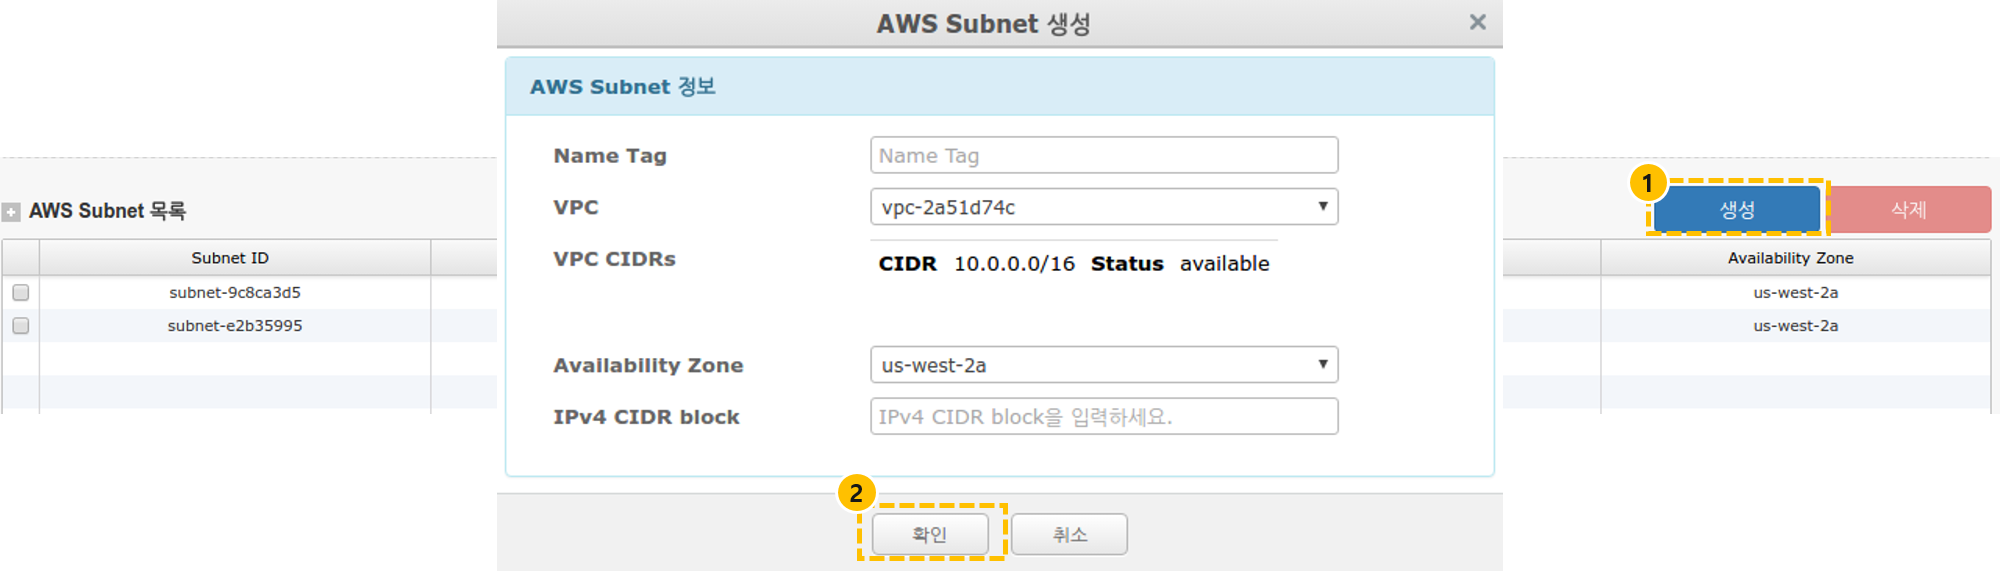 AWS Subnet 생성 ×
AWS Subnet 정보
Name Tag Name Tag
VPC vpc-2a51d74c
VPC CIDRs CIDR 10.0.0.0/16 Status available
Availability Zone us-west-2a
IPv4 CIDR block IPv4 CIDR block을 입력하세요.
2
확인 취소
AWS Subnet 목록
Subnet ID
subnet-9c8ca3d5
subnet-e2b35995
1
생성 삭제
Availability Zone
us-west-2a
us-west-2a